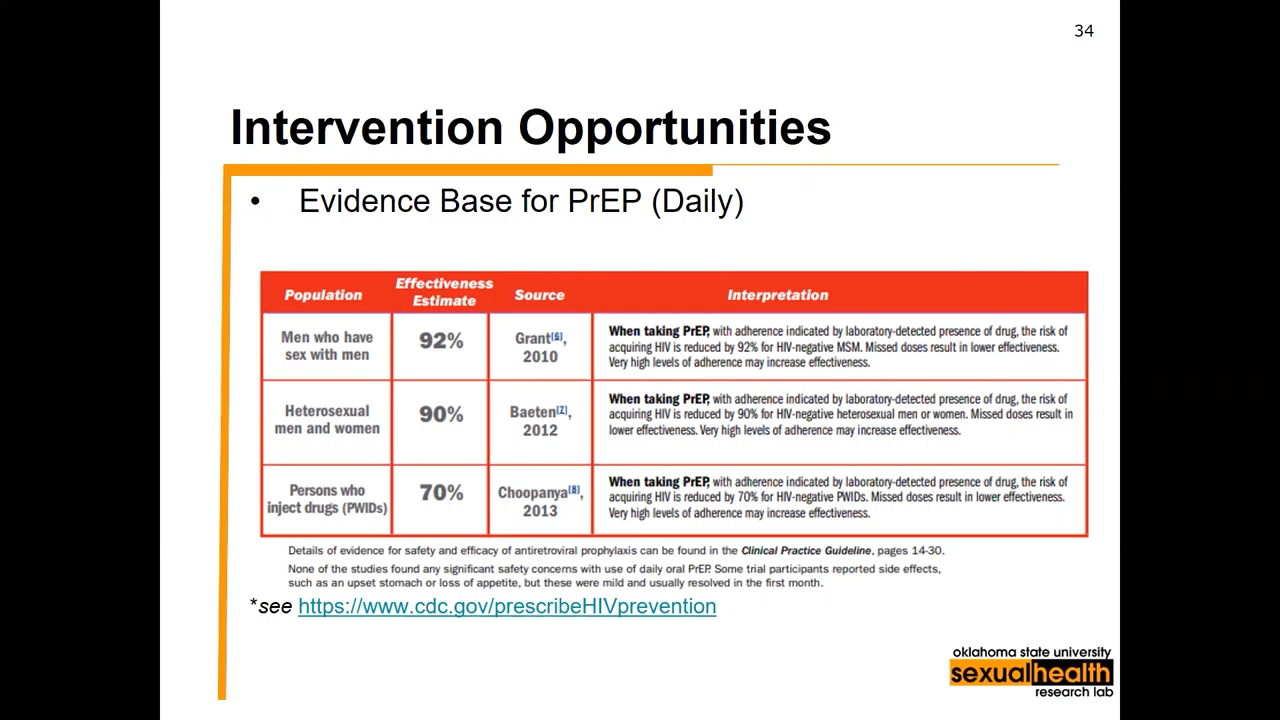 34
Intervention Opportunities
• Evidence Base for PrEP (Daily)
Population
Effectiveness
Estimate
Source
Interpretation
Men who have
sex with men
92%
Grant[6],
2010
When taking PrEP, with adherence indicated by laboratory-detected presence of drug, the risk of
acquiring HIV is reduced by 92% for HIV-negative MSM. Missed doses result in lower effectiveness.
Very high levels of adherence may increase effectiveness.
Heterosexual
men and women
90%
Baeten[7],
2012
When taking PrEP, with adherence indicated by laboratory-detected presence of drug, the risk of
acquiring HIV is reduced by 90% for HIV-negative heterosexual men or women. Missed doses result in
lower effectiveness. Very high levels of adherence may increase effectiveness.
Persons who
inject drugs (PWIDs)
70%
Choopanya[8],
2013
When taking PrEP, with adherence indicated by laboratory-detected presence of drug, the risk of
acquiring HIV is reduced by 70% for HIV-negative PWIDs. Missed doses result in lower effectiveness.
Very high levels of adherence may increase effectiveness.
Details of evidence for safety and efficacy of antiretroviral prophylaxis can be found in the Clinical Practice Guideline, pages 14-30.
None of the studies found any significant safety concerns with use of daily oral PrEP. Some trial participants reported side effects,
such as an upset stomach or loss of appetite, but these were mild and usually resolved in the first month.
*see https://www.cdc.gov/prescribeHIVprevention
oklahoma state university
sexualhealth
research lab